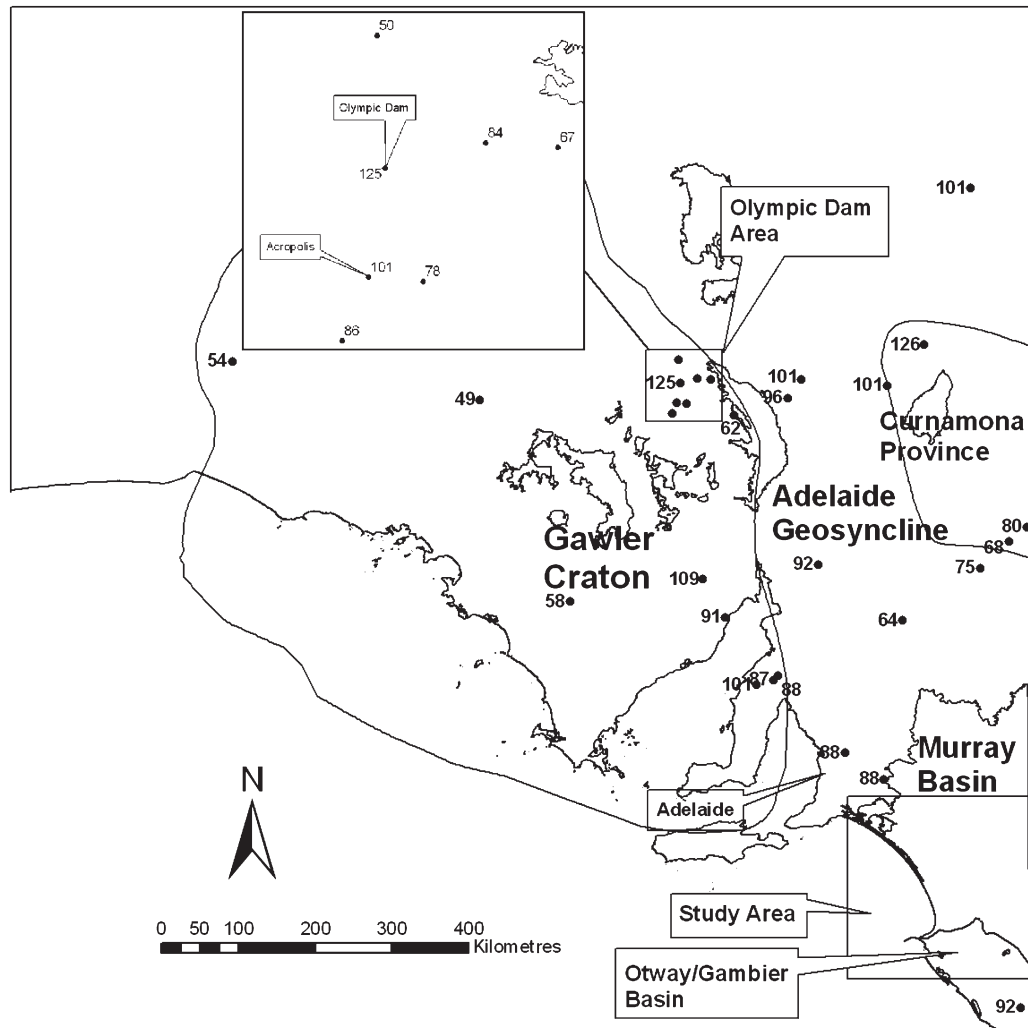 50
Olympic Dam
84
67
125
101
Olympic Dam
Area
Acropolis
101
78
86
126
54
125
101
101
96
49
62
Curnamona
Province
Adelaide
Geosyncline
80
68
Gawler
Craton
92
75
109
58
91
64
101
87
88
88
Murray
Basin
88
N
Adelaide
0 50 100 200 300 400
Kilometres
Study Area
Otway/Gambier
Basin
92